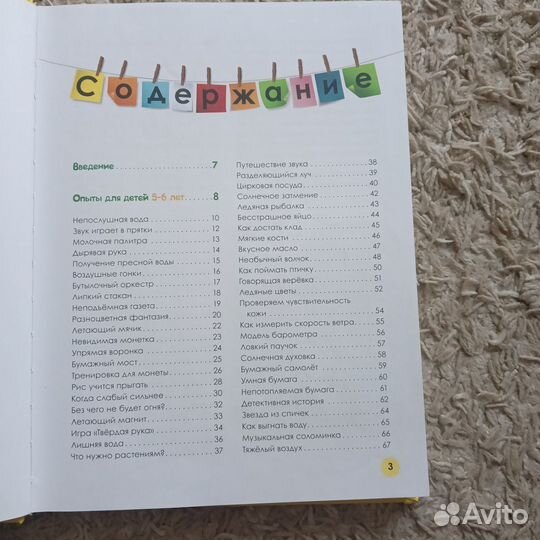 Содержание
Введение 7
Опыты для детей 5-6 лет 8
Непослушная вода 10
Звук играет в прятки 12
Молочная палитра 13
Дырявая рука 14
Получение пресной воды 15
Воздушные гонки 16
Бутылочный оркестр 17
Липкий стакан 18
Неподъёмная газета 19
Разноцветная фантазия 20
Летающий мячик 22
Невидимая монетка 23
Упрямая воронка 24
Бумажный мост 25
Тренировка для монеты 26
Рис учится прыгать 28
Когда слабый сильнее 30
Без чего не будет огня? 32
Летающий магнит 33
Игра «Твёрдая рука» 34
Лишняя вода 36
Что нужно растениям? 37
Путешествие звука 38
Разделяющийся луч 39
Цирковая посуда 40
Солнечное затмение 42
Ледяная рыбалка 43
Бесстрашное яйцо 44
Как достать клад 45
Мягкие кости 46
Вкусное масло 47
Необычный волчок 48
Как поймать птичку 50
Говорящая верёвка 51
Ледяные цветы 52
Проверяем чувствительность
кожи 54
Как измерить скорость ветра 55
Модель барометра 56
Ловкий паучок 57
Солнечная духовка 58
Бумажный самолёт 59
Умная бумага 60
Непотопляемая бумага 61
Детективная история 62
Звезда из спичек 64
Как выгнать воду 65
Музыкальная соломинка 66
Тяжёлый воздух 67
3
Avito